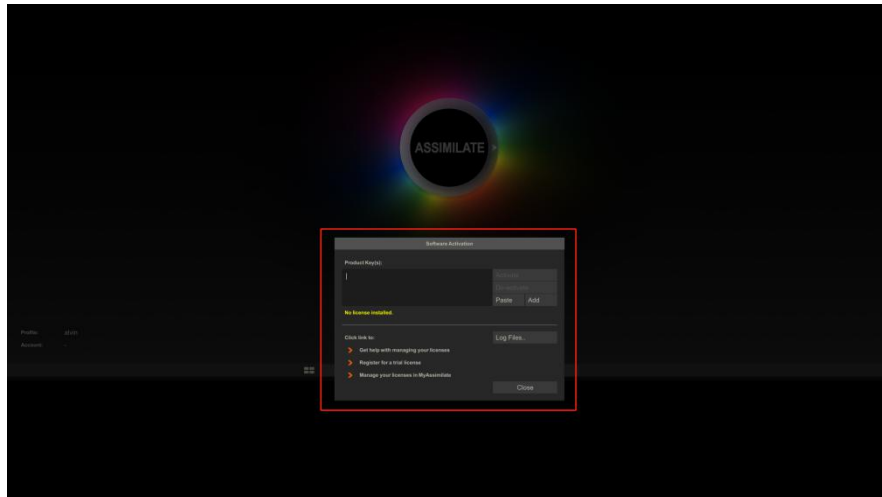 ASSIMILATE >
Software Activation
Product Key(s):
Activate
De-activate
Paste Add
No license installed.
Click link to:
Log Files..
> Get help with managing your licenses
> Register for a trial license
> Manage your licenses in MyAssimilate
Close
Profile
Account